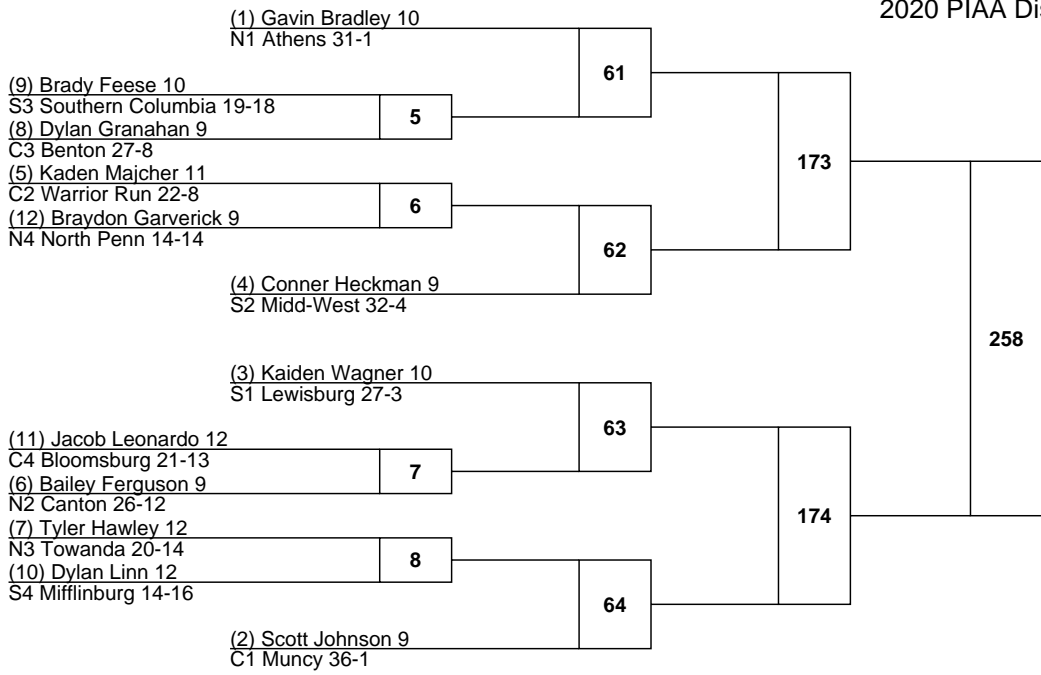 2020 PIAA Dis
(1) Gavin Bradley 10
N1 Athens 31-1
61
(9) Brady Feese 10
S3 Southern Columbia 19-18
5
(8) Dylan Granahan 9
C3 Benton 27-8
173
(5) Kaden Majcher 11
C2 Warrior Run 22-8
6
(12) Braydon Garverick 9
N4 North Penn 14-14
62
(4) Conner Heckman 9
S2 Midd-West 32-4
258
(3) Kaiden Wagner 10
S1 Lewisburg 27-3
63
(11) Jacob Leonardo 12
C4 Bloomsburg 21-13
7
(6) Bailey Ferguson 9
N2 Canton 26-12
174
(7) Tyler Hawley 12
N3 Towanda 20-14
8
(10) Dylan Linn 12
S4 Mifflinburg 14-16
64
(2) Scott Johnson 9
C1 Muncy 36-1